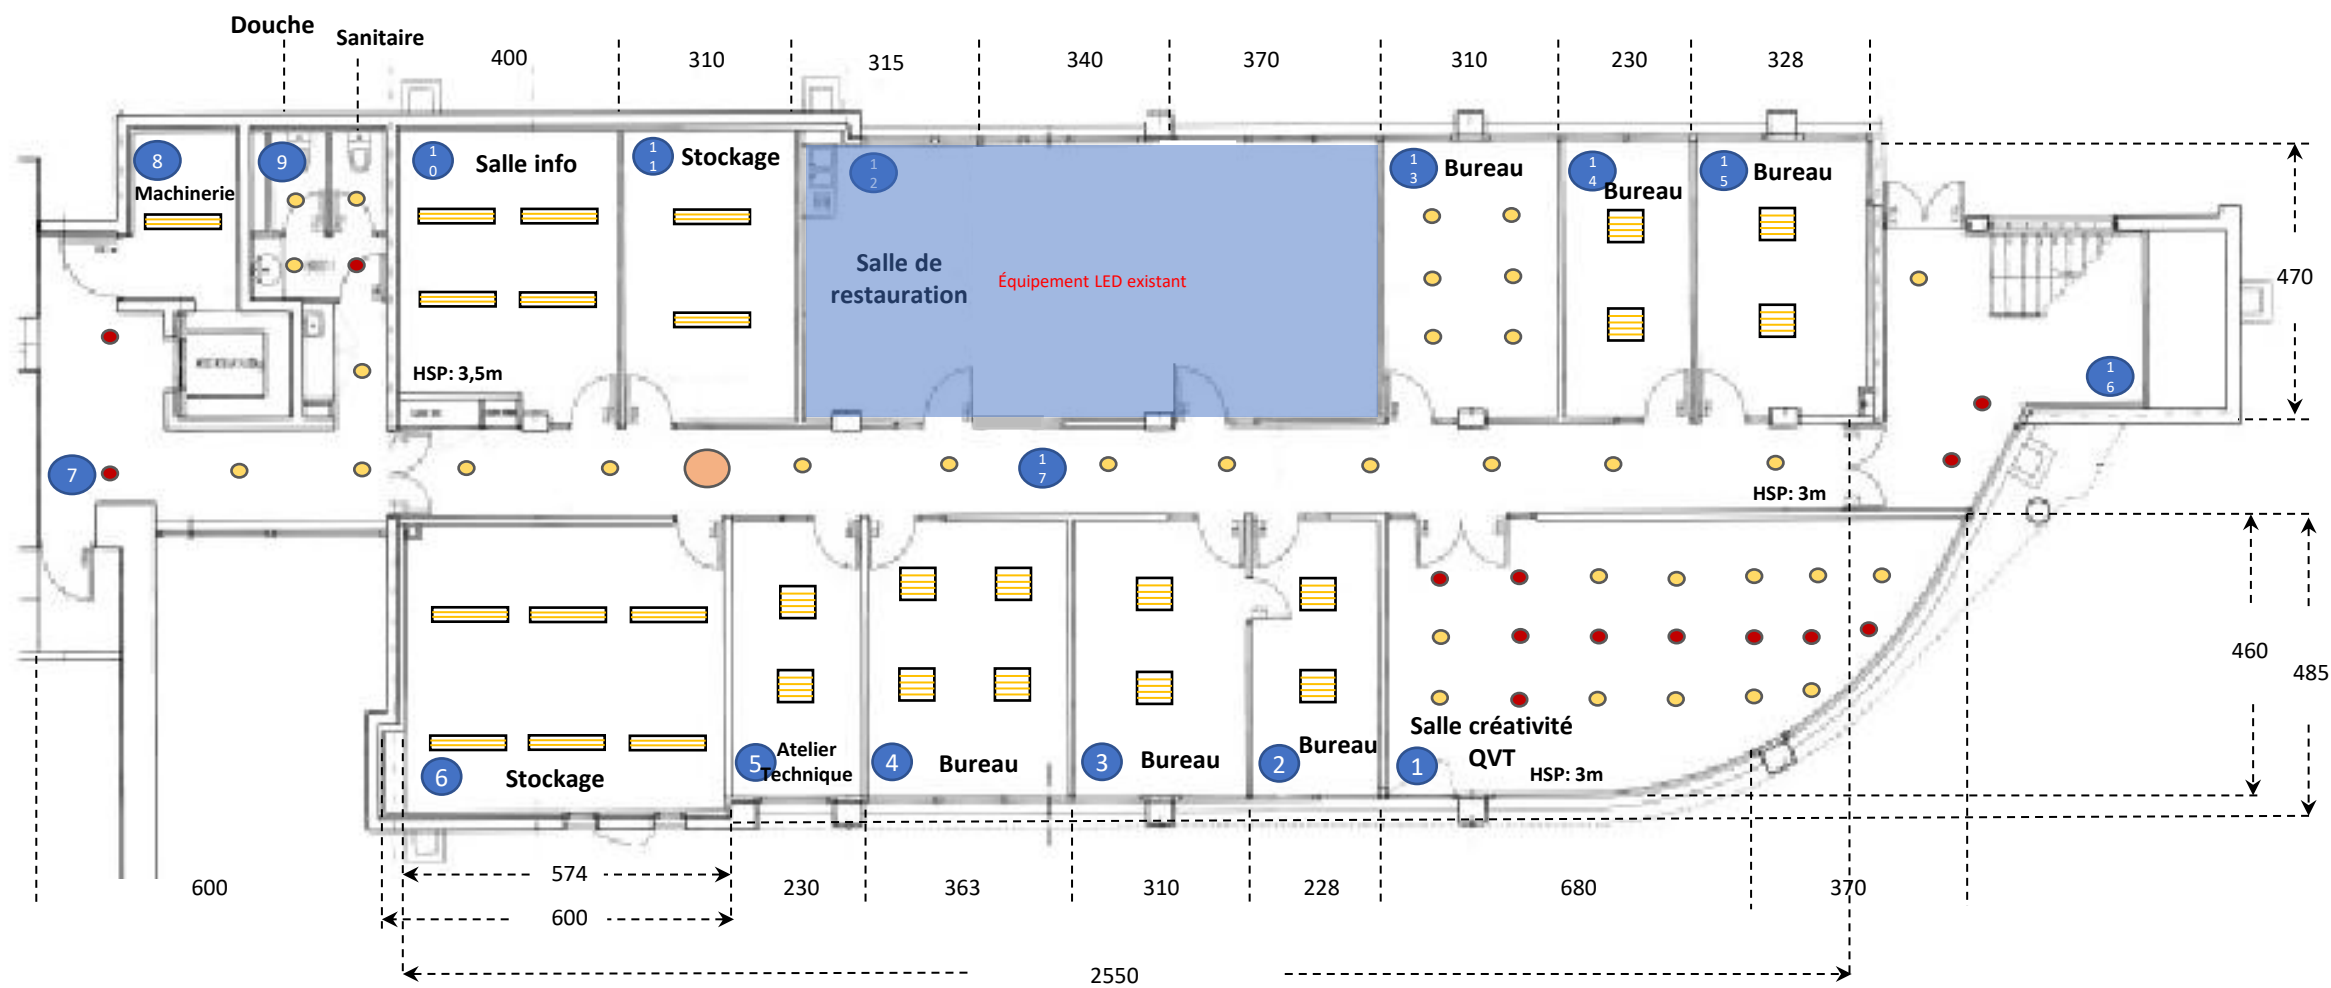 Douche
Sanitaire
400
310
315
340
370
310
230
328
8
Machinerie
9
10
Salle info
11
Stockage
12
13
Bureau
14
Bureau
15
Bureau
Salle de
restauration
Équipement LED existant
470
HSP: 3,5m
16
7
17
HSP: 3m
460
485
Salle créativité
QVT
1
HSP: 3m
Bureau
2
Bureau
3
Bureau
4
Atelier
Technique
5
Stockage
6
600
574
600
230
363
310
228
680
370
2550